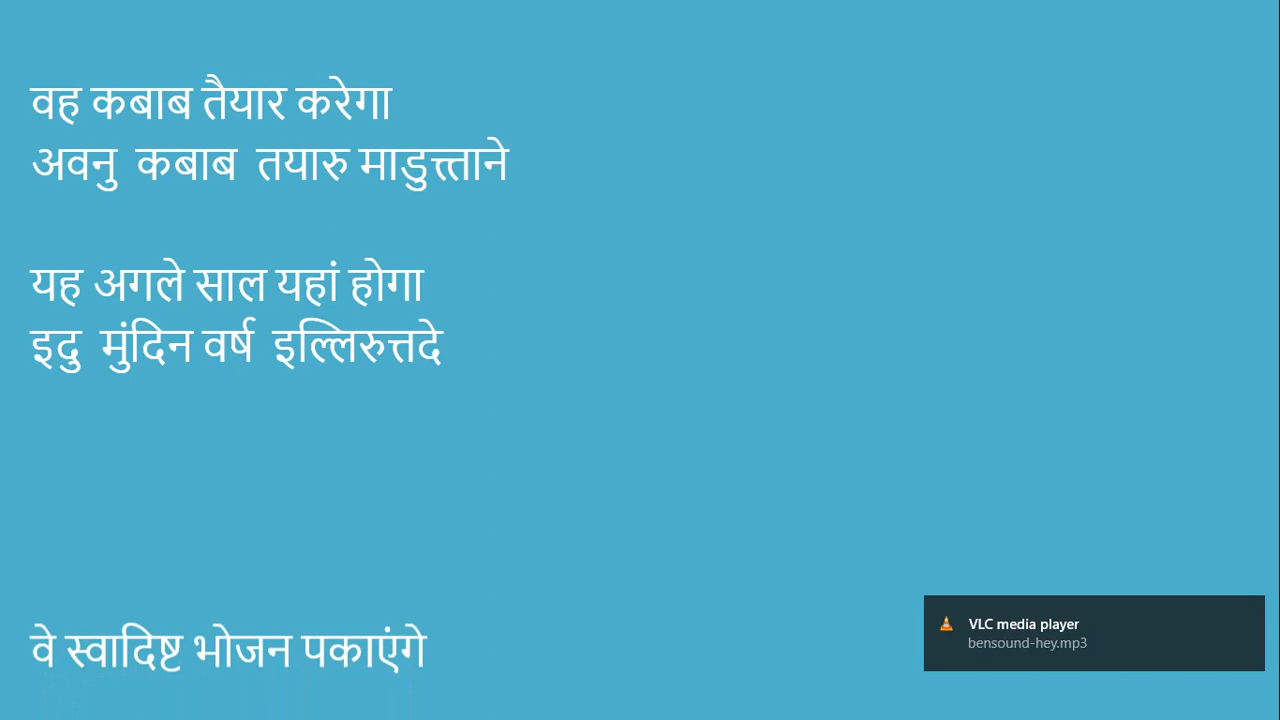 वह कबाब तैयार करेगा
अवनु कबाब तयारु माडुत्त्ताने
यह अगले साल यहां होगा
इदु मुंदिन वर्ष इल्लिरुत्तदे
वे स्वादिष्ट भोजन पकाएंगे
VLC media player
bensound-hey.mp3